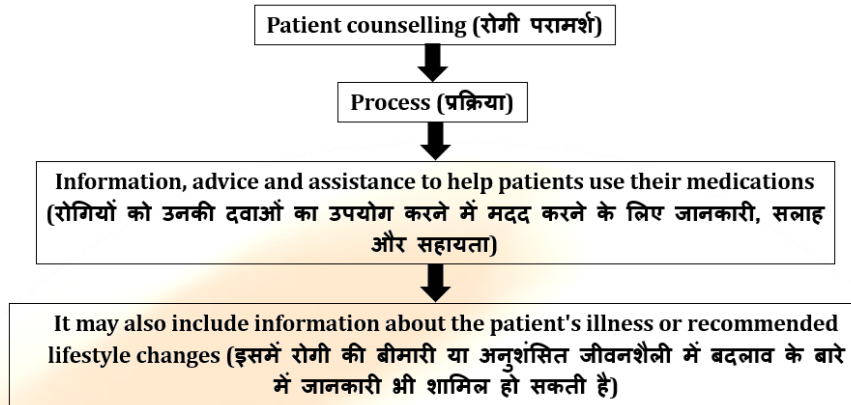 Patient counselling (रोगी परामर्श)
Process (प्रक्रिया)
Information, advice and assistance to help patients use their medications
(रोगियों को उनकी दवाओं का उपयोग करने में मदद करने के लिए जानकारी, सलाह
और सहायता)
It may also include information about the patient's illness or recommended
lifestyle changes (इसमें रोगी की बीमारी या अनुशंसित जीवनशैली में बदलाव के बारे
में जानकारी भी शामिल हो सकती है)